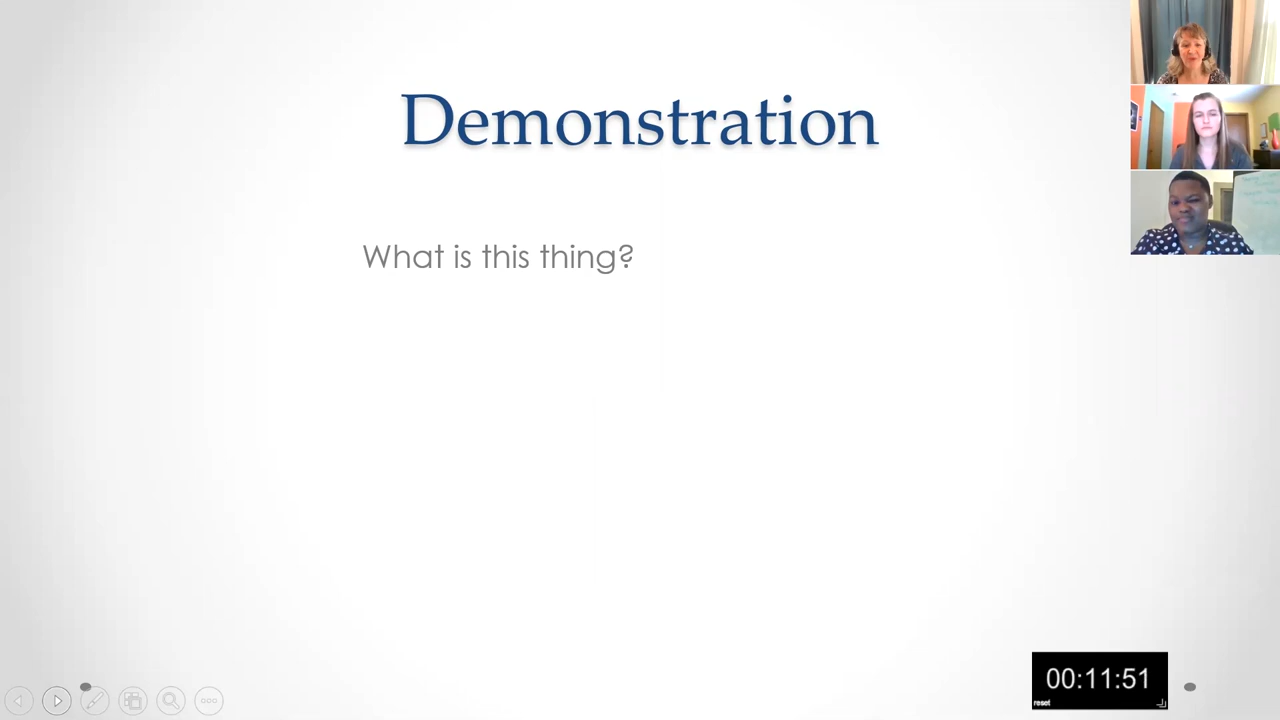 Demonstration
What is this thing?
00:11:51
reset